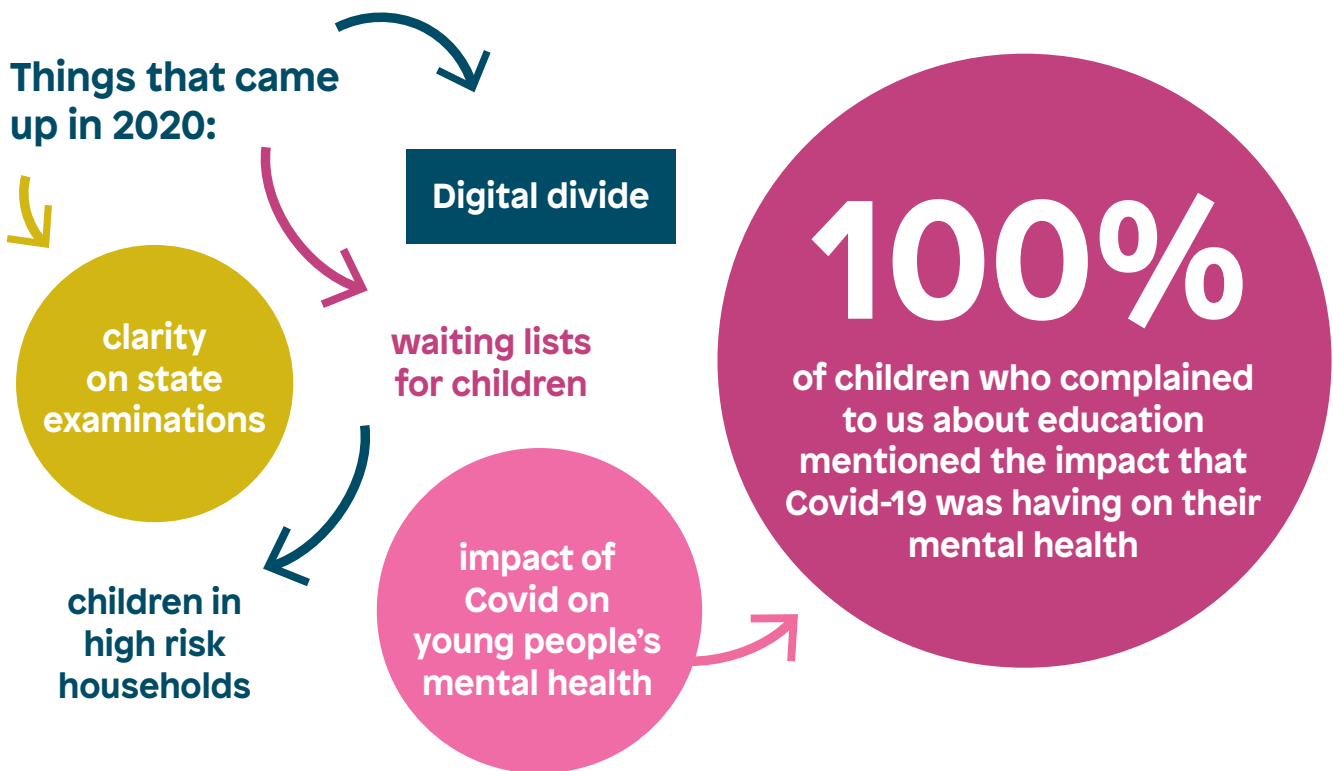 Things that came
up in 2020:
Digital divide
clarity
on state
examinations
waiting lists
for children
children in
high risk
households
impact of
Covid on
young people’s
mental health
100%
of children who complained
to us about education
mentioned the impact that
Covid-19 was having on their
mental health